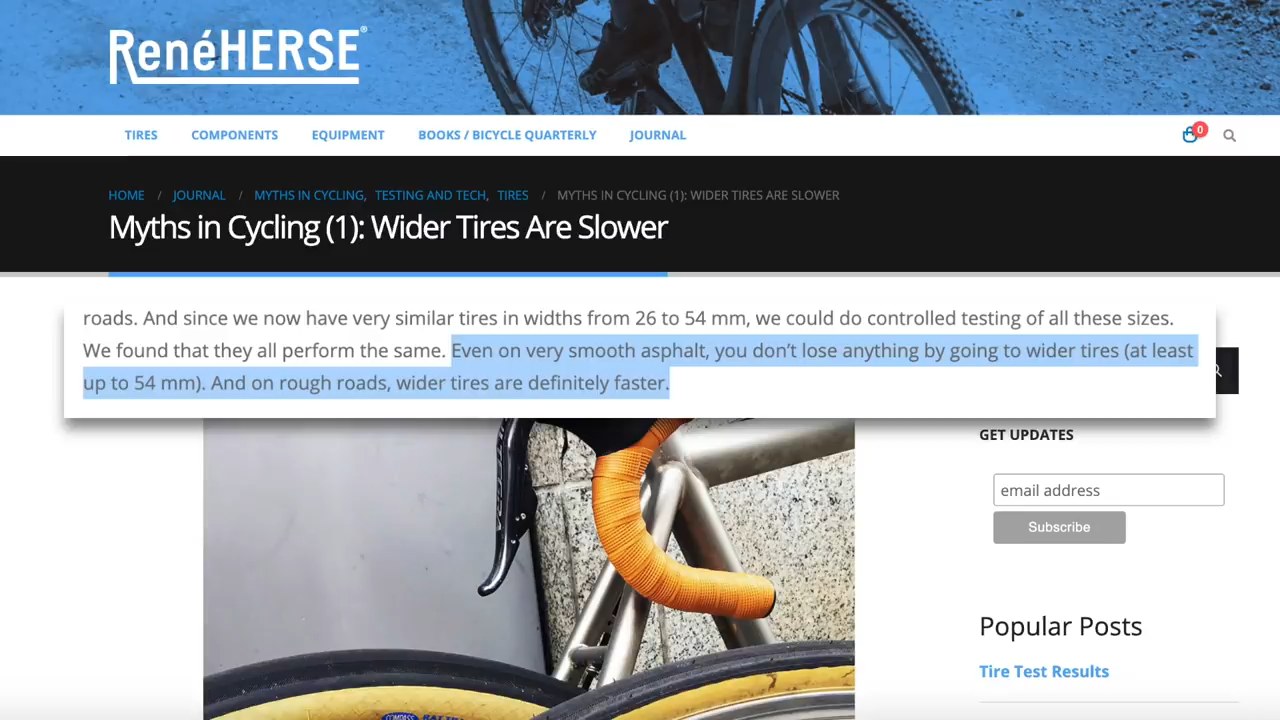 RenéHERSE®
TIRES COMPONENTS EQUIPMENT BOOKS / BICYCLE QUARTERLY JOURNAL 0
HOME / JOURNAL / MYTHS IN CYCLING, TESTING AND TECH, TIRES / MYTHS IN CYCLING (1): WIDER TIRES ARE SLOWER
Myths in Cycling (1): Wider Tires Are Slower
roads. And since we now have very similar tires in widths from 26 to 54 mm, we could do controlled testing of all these sizes.
We found that they all perform the same. Even on very smooth asphalt, you don’t lose anything by going to wider tires (at least
up to 54 mm). And on rough roads, wider tires are definitely faster.
GET UPDATES
email address
Subscribe
Popular Posts
Tire Test Results
COMPASS